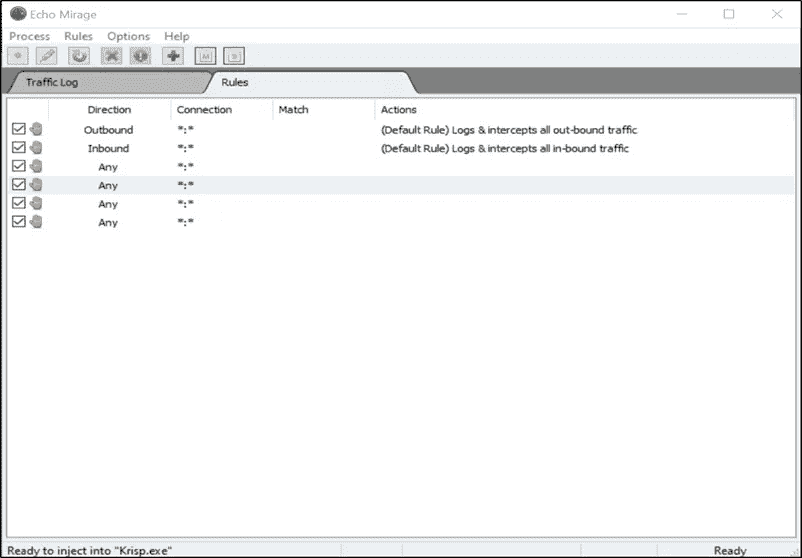 Echo Mirage
Process Rules Options Help
Traffic Log Rules
Direction Connection Match Actions
Outbound *:* (Default Rule) Logs & intercepts all out-bound traffic
Inbound *:* (Default Rule) Logs & intercepts all in-bound traffic
Any *:*
Any *:*
Any *:*
Any *:*
Ready to inject into "Krisp.exe" Ready